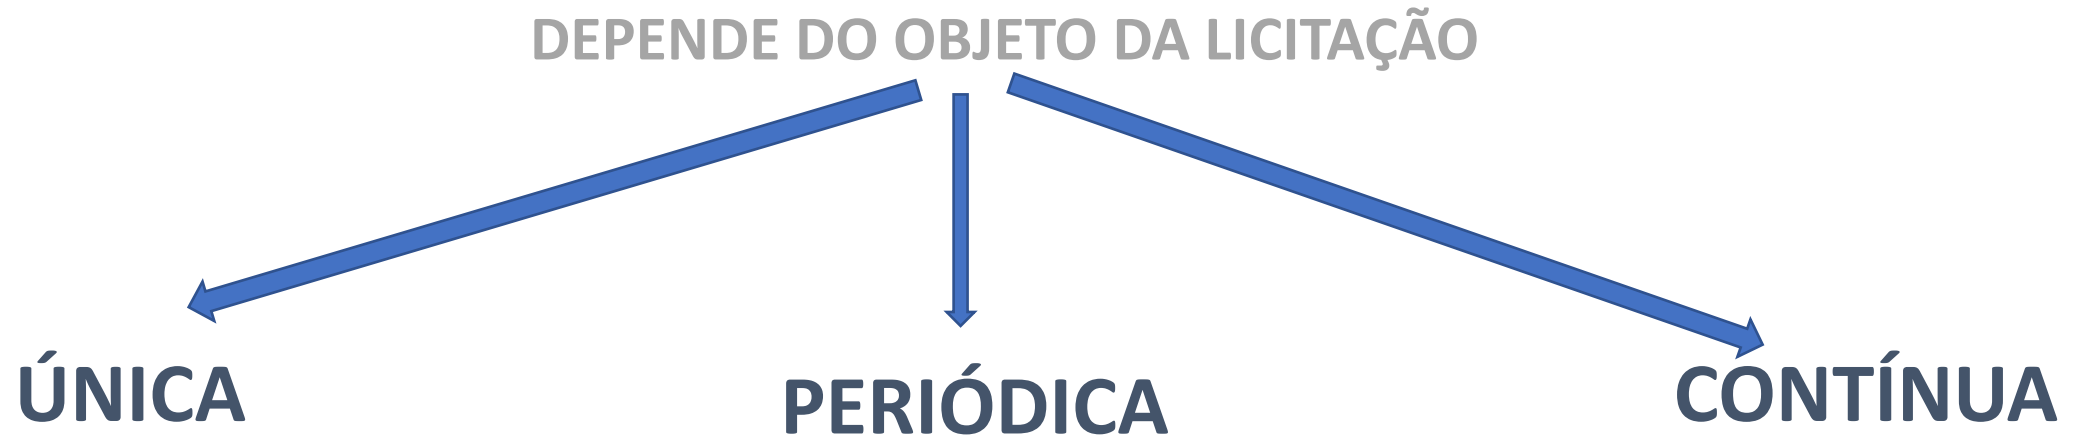 DEPENDE DO OBJETO DA LICITAÇÃO
ÚNICA
PERIÓDICA
CONTÍNUA